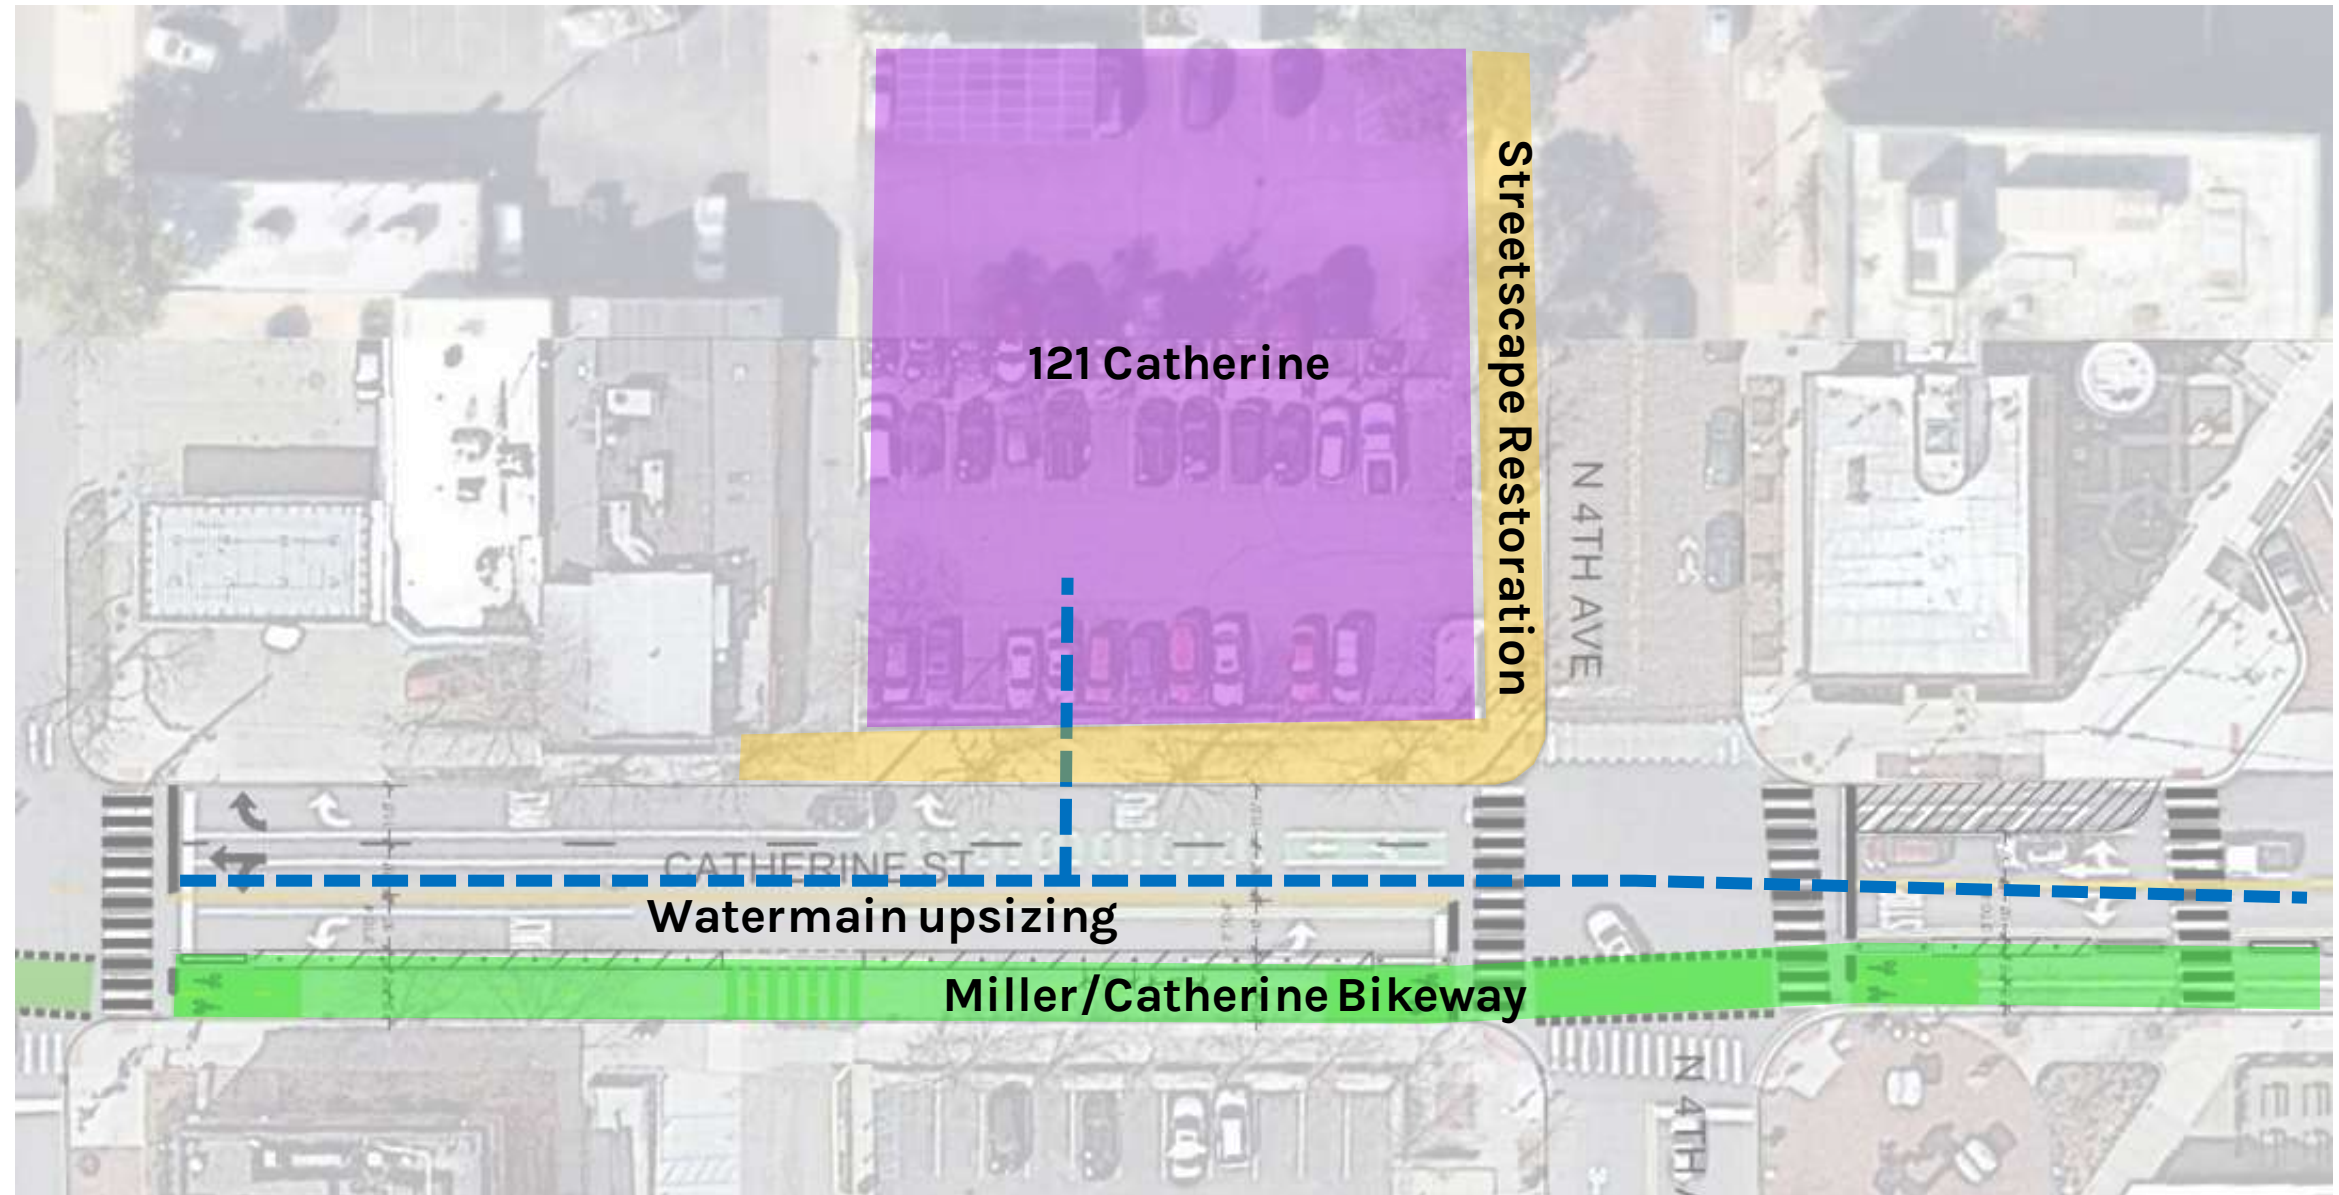 121 Catherine
Streetscape Restoration
N 4TH AVE
CATHERINE ST
Watermain upsizing
Miller/Catherine Bikeway
N 4TH